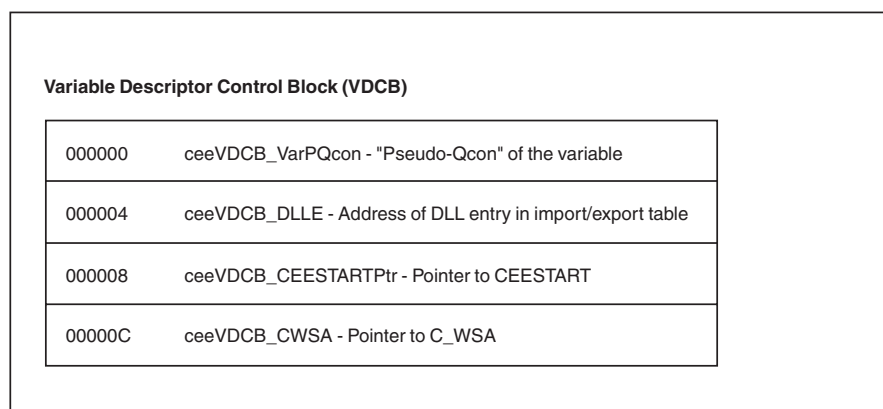 Variable Descriptor Control Block (VDCB)
000000 ceeVDCB_VarPQcon - "Pseudo-Qcon" of the variable
000004 ceeVDCB_DLLE - Address of DLL entry in import/export table
000008 ceeVDCB_CEESTARTPtr - Pointer to CEESTART
00000C ceeVDCB_CWSA - Pointer to C_WSA